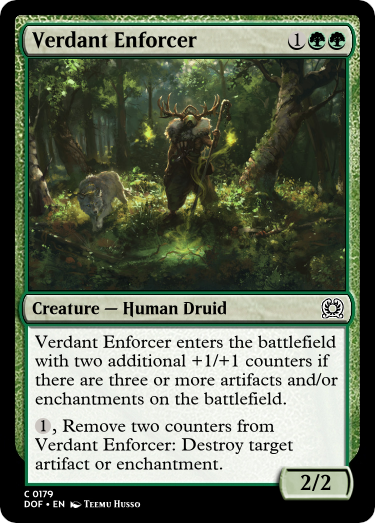 Verdant Enforcer 1
Creature — Human Druid
Verdant Enforcer enters the battlefield
with two additional +1/+1 counters if
there are three or more artifacts and/or
enchantments on the battlefield.
1, Remove two counters from
Verdant Enforcer: Destroy target
artifact or enchantment.
2/2
C 0179
DOF • EN Teemu Husso